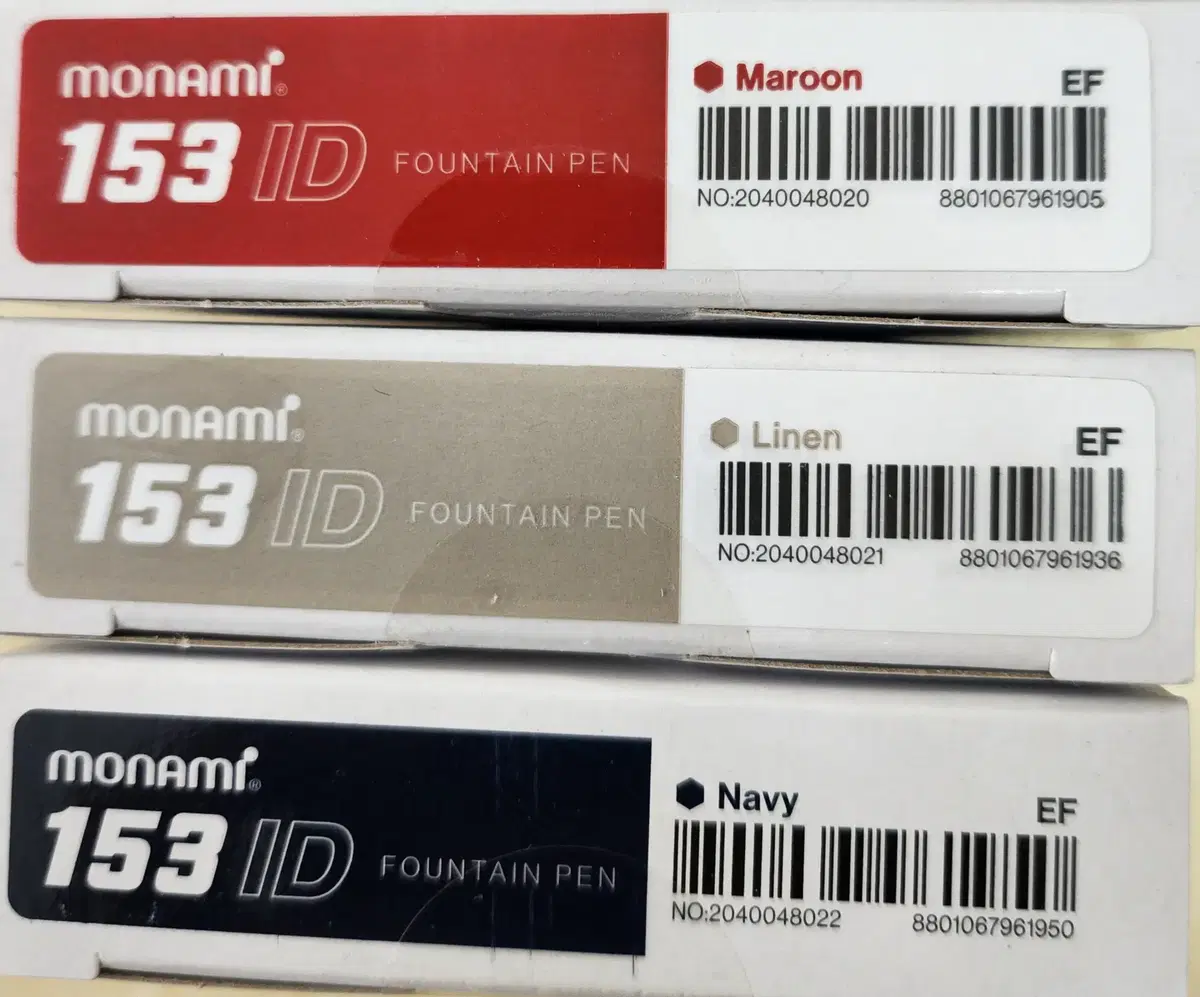 monami®
153 ID FOUNTAIN PEN
Maroon EF
NO:2040048020 8801067961905
monami®
153 ID FOUNTAIN PEN
Linen EF
NO:2040048021 8801067961936
monami®
153 ID FOUNTAIN PEN
Navy EF
NO:2040048022 8801067961950